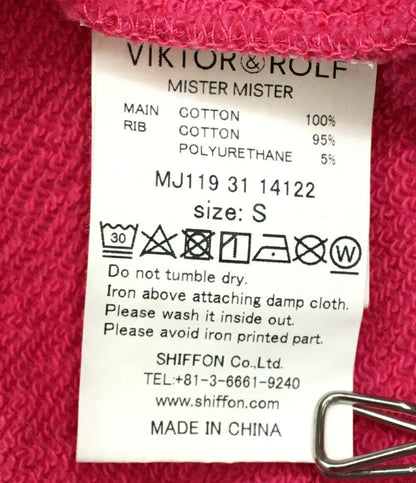 VIKTOR&ROLF
MISTER MISTER
MAIN COTTON 100%
RIB COTTON 95%
POLYURETHANE 5%
MJ119 31 14122
size: S
30 W
Do not tumble dry.
Iron above attaching damp cloth.
Please wash it inside out.
Please avoid iron printed part.
SHIFFON Co.,Ltd.
TEL:+81-3-6661-9240
www.shiffon.com
MADE IN CHINA